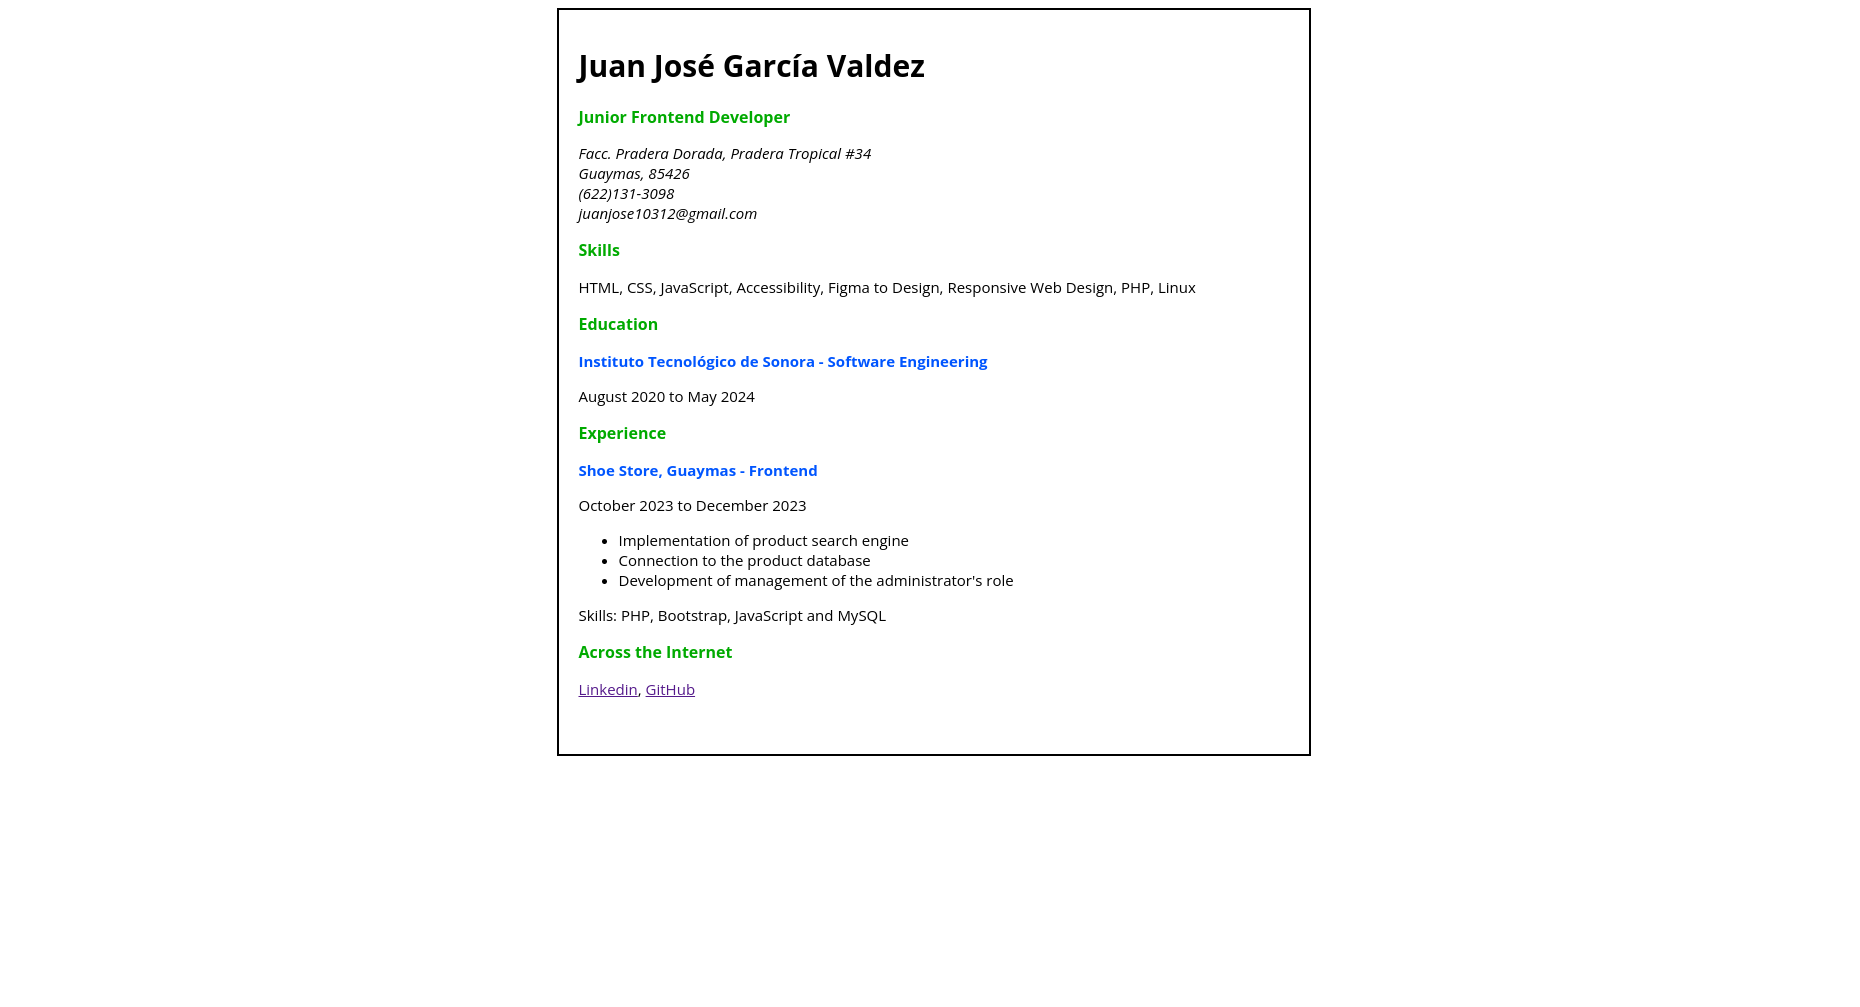 Juan José García Valdez
Junior Frontend Developer
Facc. Pradera Dorada, Pradera Tropical #34
Guaymas, 85426
(622)131-3098
juanjose10312@gmail.com
Skills
HTML, CSS, JavaScript, Accessibility, Figma to Design, Responsive Web Design, PHP, Linux
Education
Instituto Tecnológico de Sonora - Software Engineering
August 2020 to May 2024
Experience
Shoe Store, Guaymas - Frontend
October 2023 to December 2023
• Implementation of product search engine
• Connection to the product database
• Development of management of the administrator's role
Skills: PHP, Bootstrap, JavaScript and MySQL
Across the Internet
Linkedin, GitHub